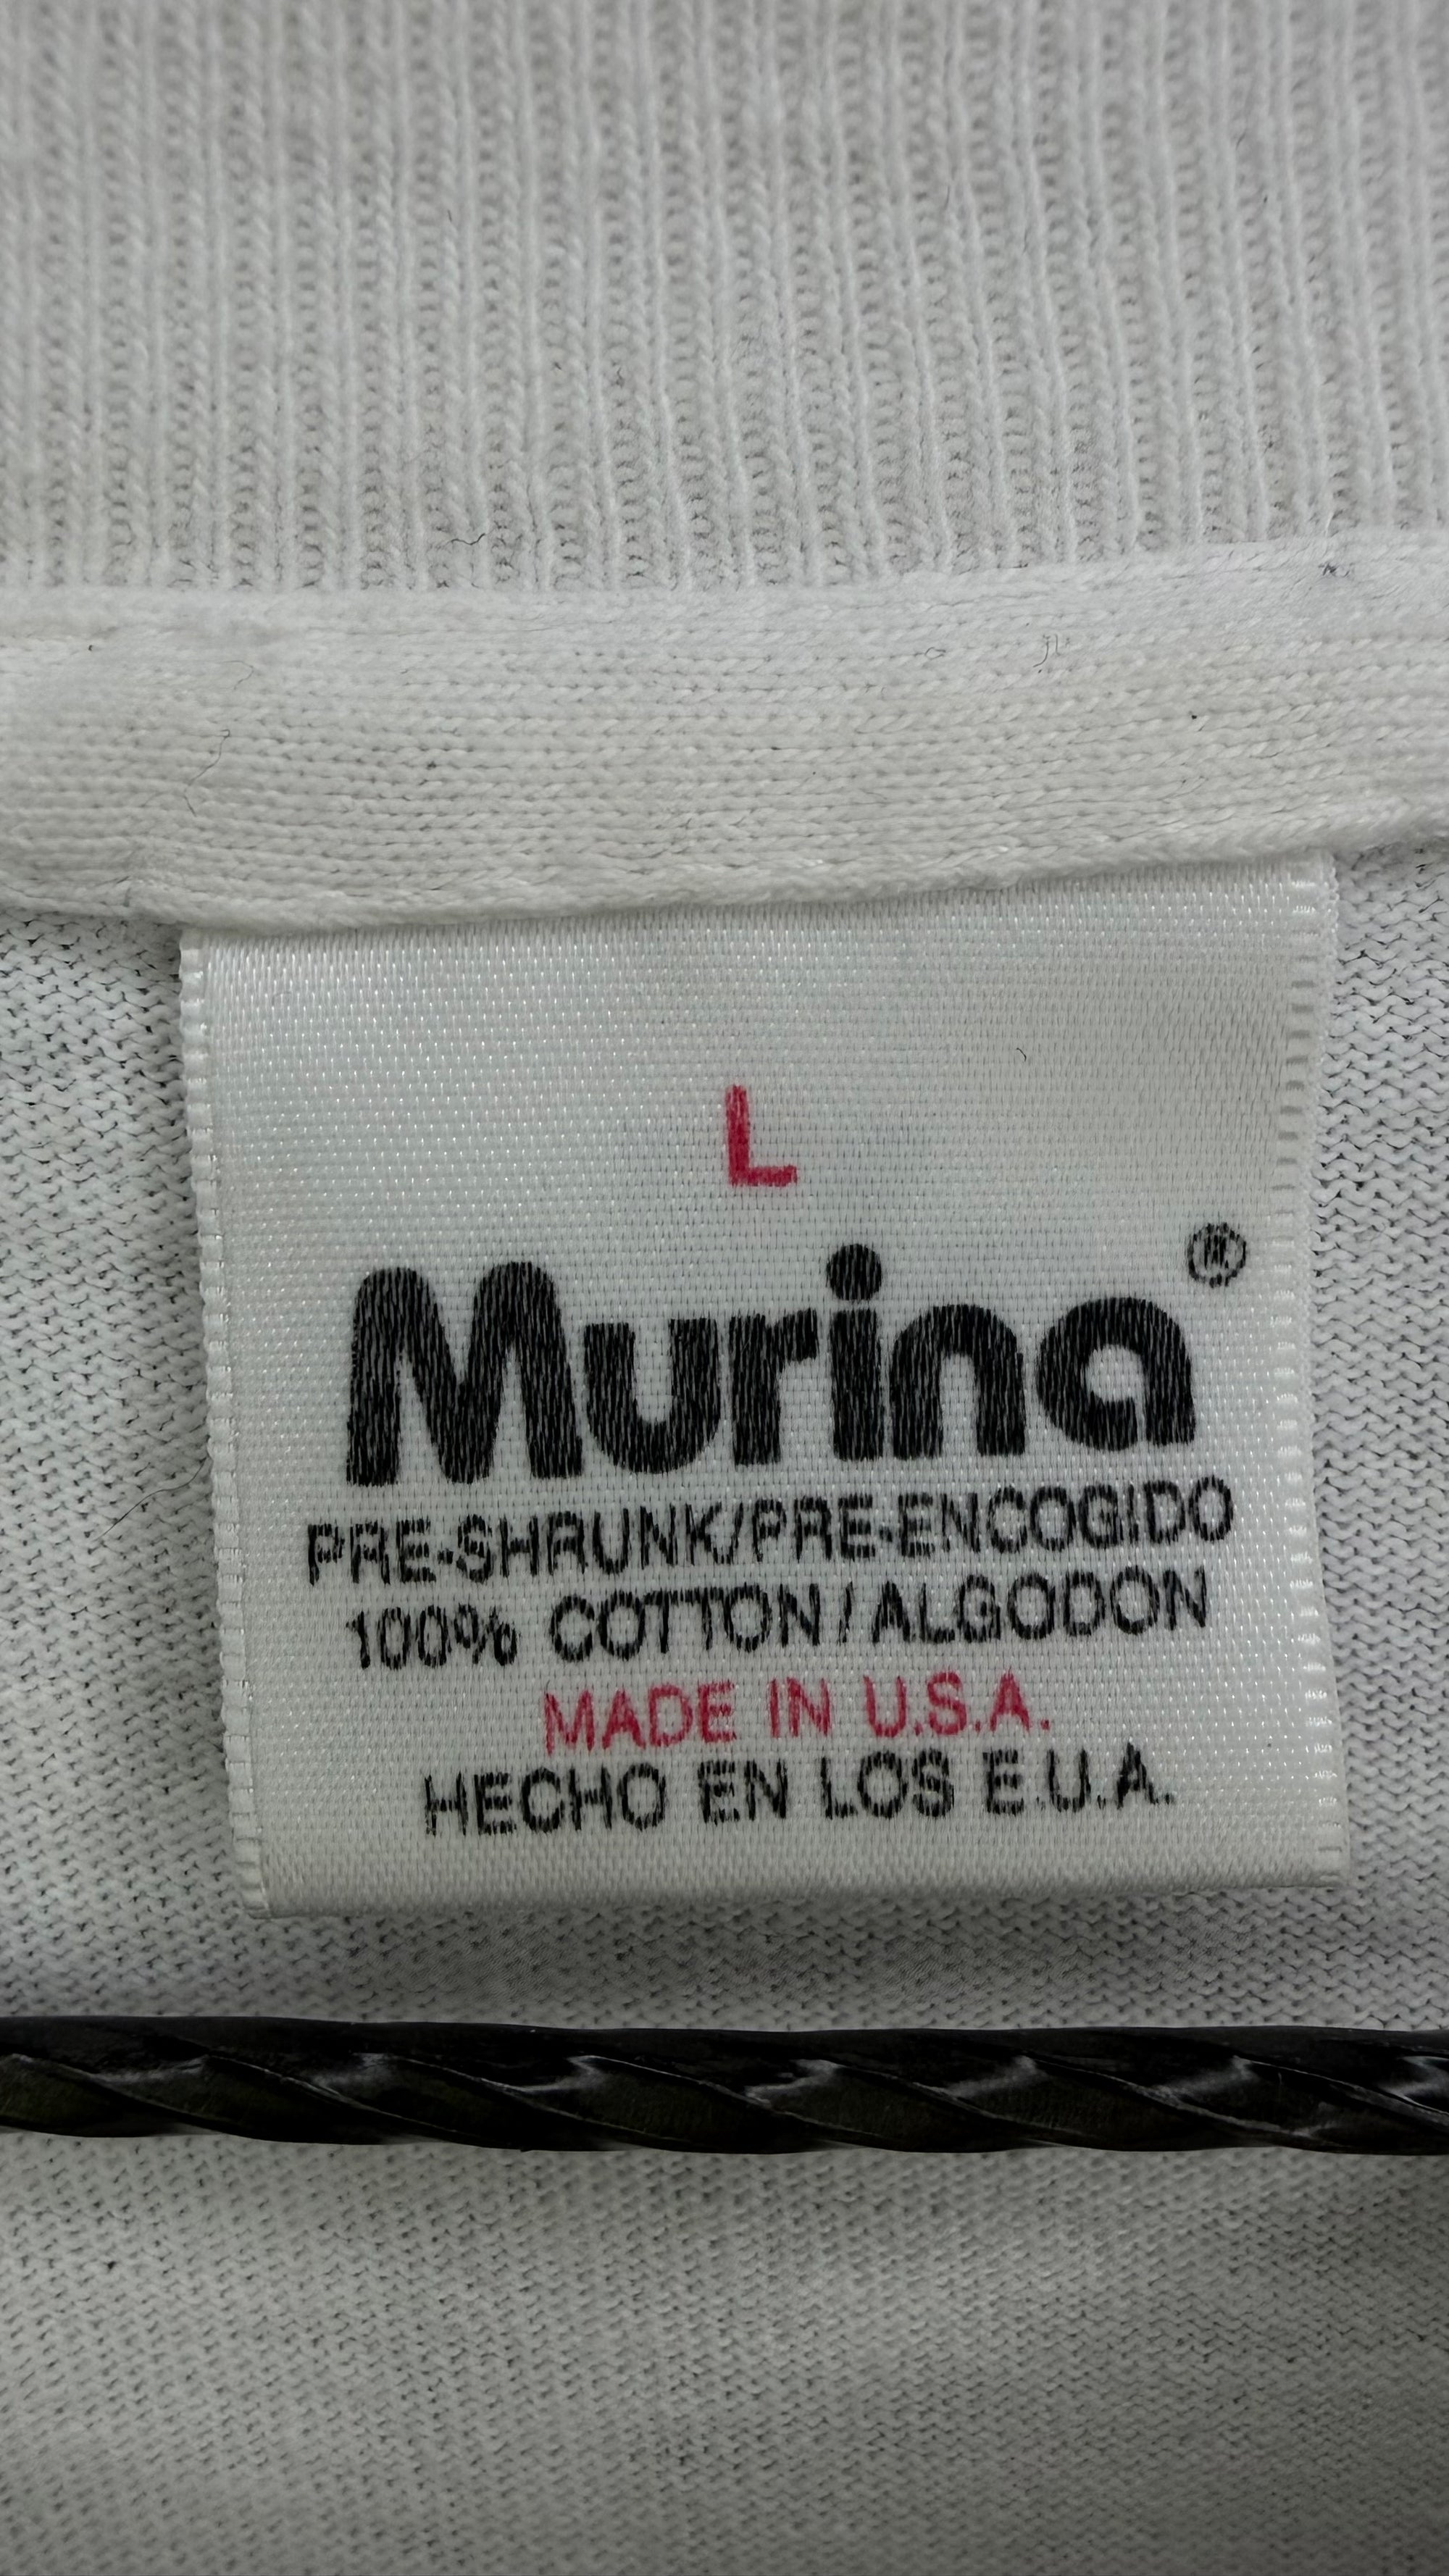 L
Murina®
PRE-SHRUNK/PRE-ENCOGIDO
100% COTTON/ALGODON
MADE IN U.S.A.
HECHO EN LOS E.U.A.